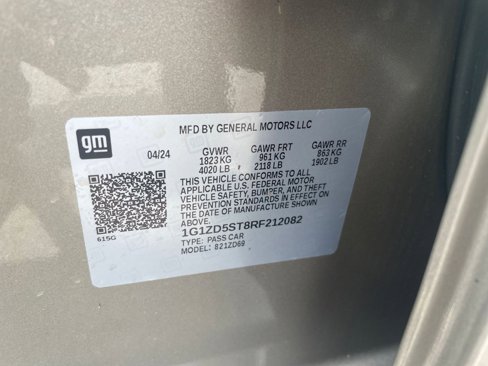 gm
MFD BY GENERAL MOTORS LLC
04/24 GVWR GAWR FRT GAWR RR
1823 KG 961 KG 863 KG
4020 LB 2118 LB 1902 LB
THIS VEHICLE CONFORMS TO ALL
APPLICABLE U.S. FEDERAL MOTOR
VEHICLE SAFETY, BUMPER, AND THEFT
PREVENTION STANDARDS IN EFFECT ON
THE DATE OF MANUFACTURE SHOWN
ABOVE.
1G1ZD5ST8RF212082
TYPE: PASS CAR
MODEL: 821ZD69
615G